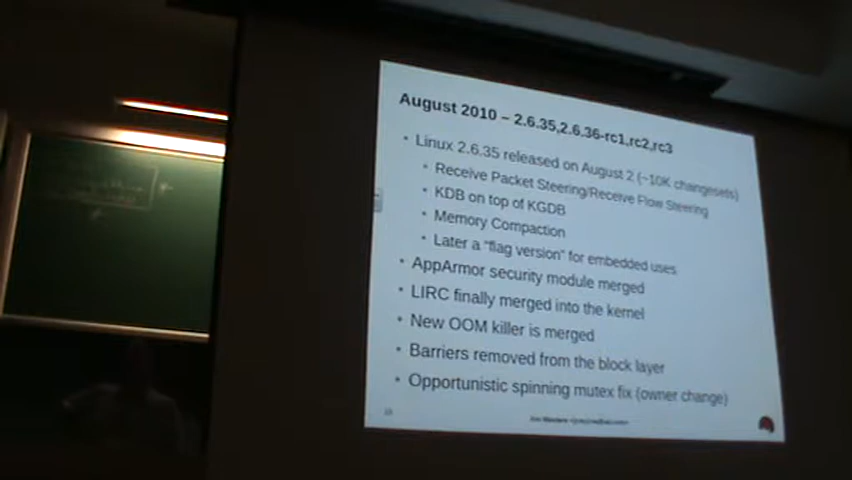 August 2010 – 2.6.35,2.6.36-rc1,rc2,rc3
• Linux 2.6.35 released on August 2 (~10K changesets)
• Receive Packet Steering/Receive Flow Steering
• KDB on top of KGDB
• Memory Compaction
• Later a “flag version” for embedded uses
• AppArmor security module merged
• LIRC finally merged into the kernel
• New OOM killer is merged
• Barriers removed from the block layer
• Opportunistic spinning mutex fix (owner change)